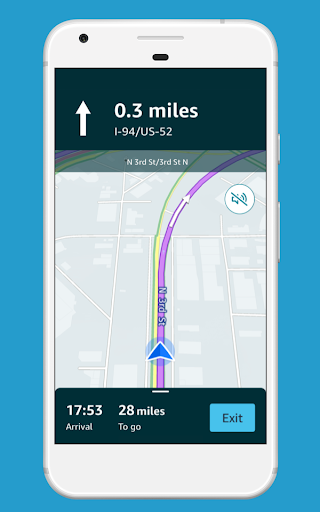 0.3 miles
I-94/US-52
N 3rd St/3rd St N
N 3rd St
17:53
28 miles
Exit
Arrival
To go